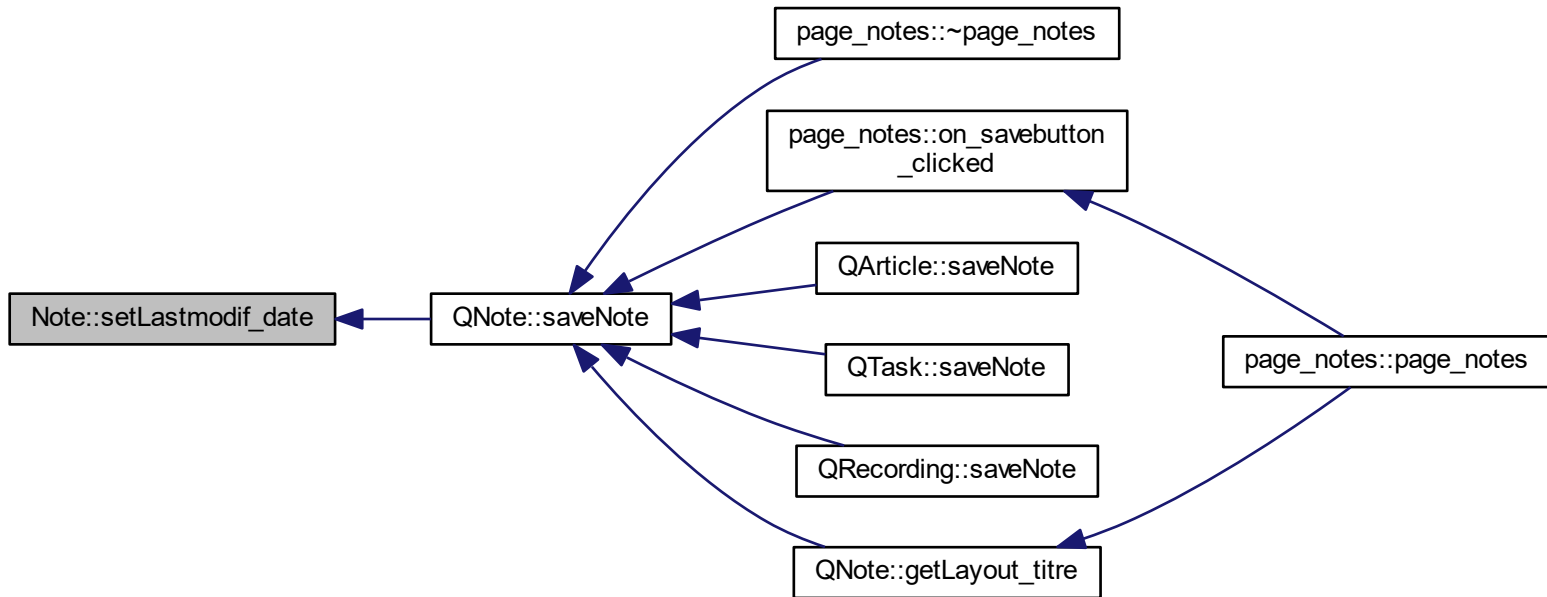 page_notes::~page_notes
page_notes::on_savebutton
_clicked
QArticle::saveNote
Note::setLastmodif_date
QNote::saveNote
QTask::saveNote
page_notes::page_notes
QRecording::saveNote
QNote::getLayout_titre